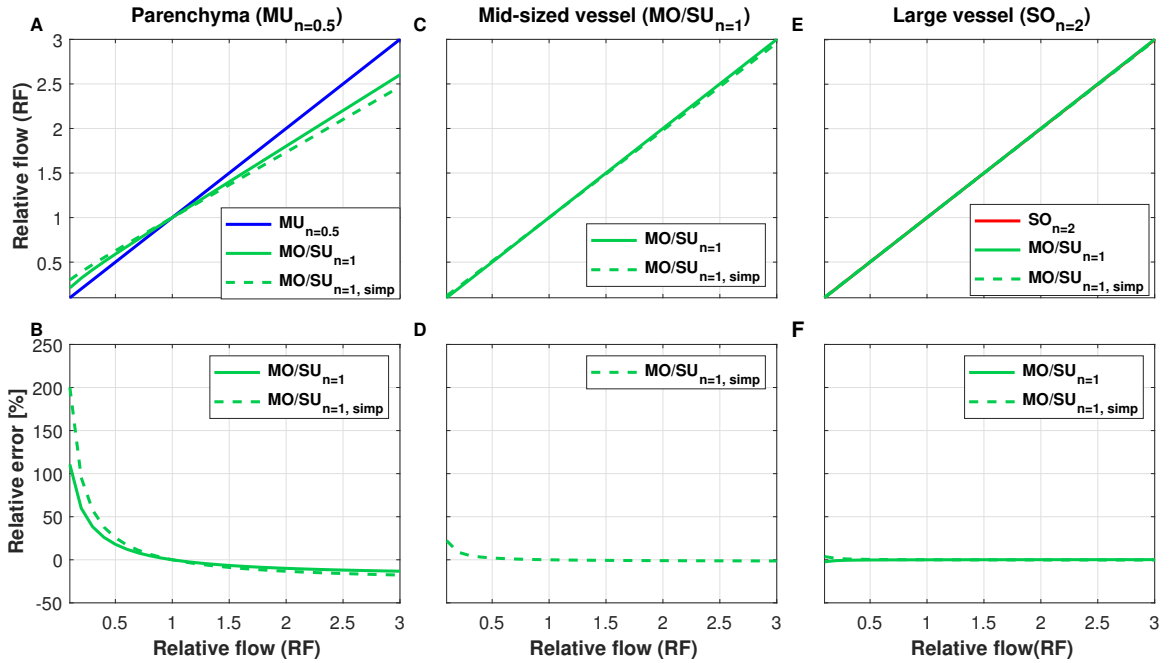 A Parenchyma (MU_n=0.5)
Relative flow (RF)
3
2.5
2
1.5
1
0.5
MU_n=0.5
MO/SU_n=1
MO/SU_n=1, simp
C Mid-sized vessel (MO/SU_n=1)
MO/SU_n=1
MO/SU_n=1, simp
E Large vessel (SO_n=2)
SO_n=2
MO/SU_n=1
MO/SU_n=1, simp
B
Relative error [%]
250
200
150
100
50
0
-50
MO/SU_n=1
MO/SU_n=1, simp
0.5 1 1.5 2 2.5 3
Relative flow (RF)
D
MO/SU_n=1, simp
0.5 1 1.5 2 2.5 3
Relative flow (RF)
F
MO/SU_n=1
MO/SU_n=1, simp
0.5 1 1.5 2 2.5 3
Relative flow(RF)